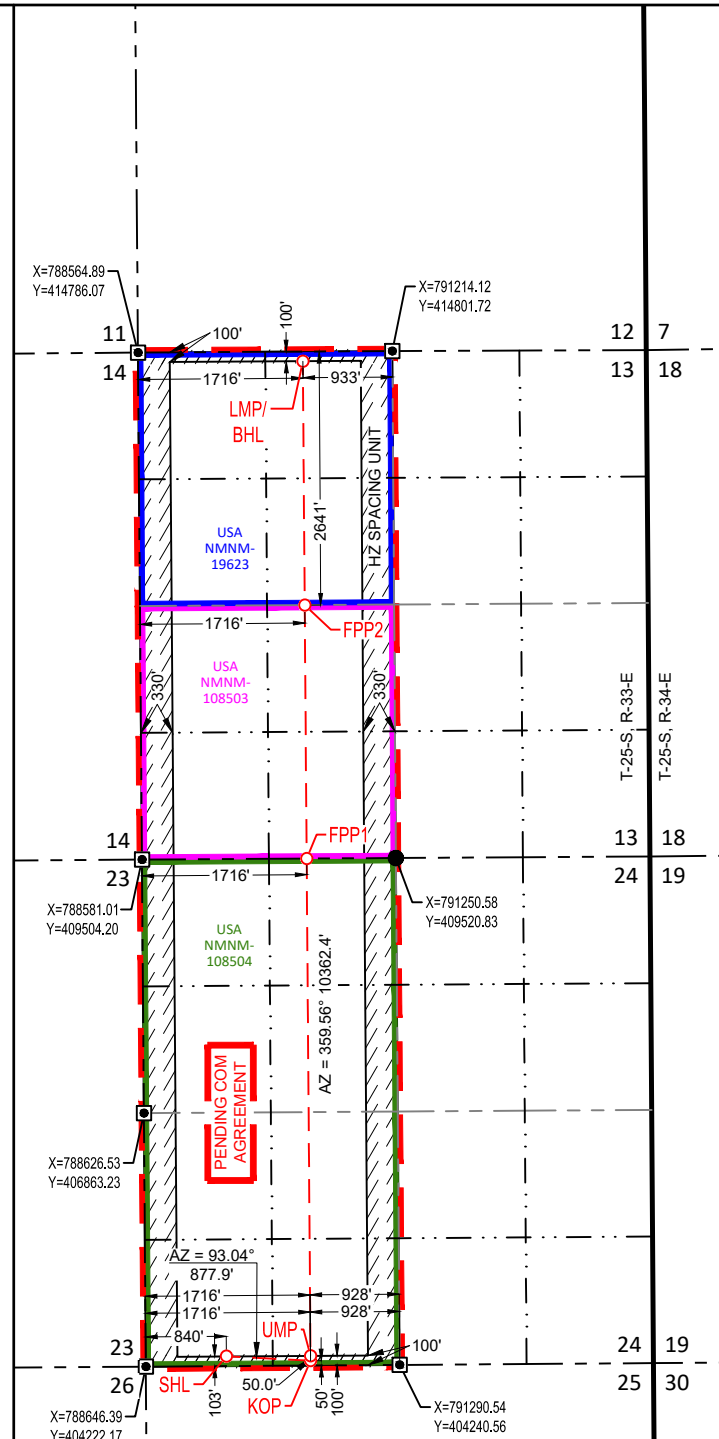 X=788564.89
Y=414786.07
X=791214.12
Y=414801.72
11
100'
100'
12
7
14
13
18
1716'
933'
LMP/
BHL
HZ SPACING UNIT
2641'
USA
NMNM-
19623
1716'
FPP2
USA
NMNM-
108503
330'
330'
T-25-S, R-33-E
T-25-S, R-34-E
14
FPP1
13
18
23
1716'
24
19
X=788581.01
Y=409504.20
X=791250.58
Y=409520.83
USA
NMNM-
108504
AZ = 359.56° 10362.4'
PENDING COM
AGREEMENT
X=788626.53
Y=406863.23
AZ = 93.04°
877.9'
1716'
928'
1716'
928'
840'
UMP
23
100'
24
19
26
SHL
103'
50.0'
KOP
50'
100'
25
30
X=788646.39
Y=404222.17
X=791290.54
Y=404240.56